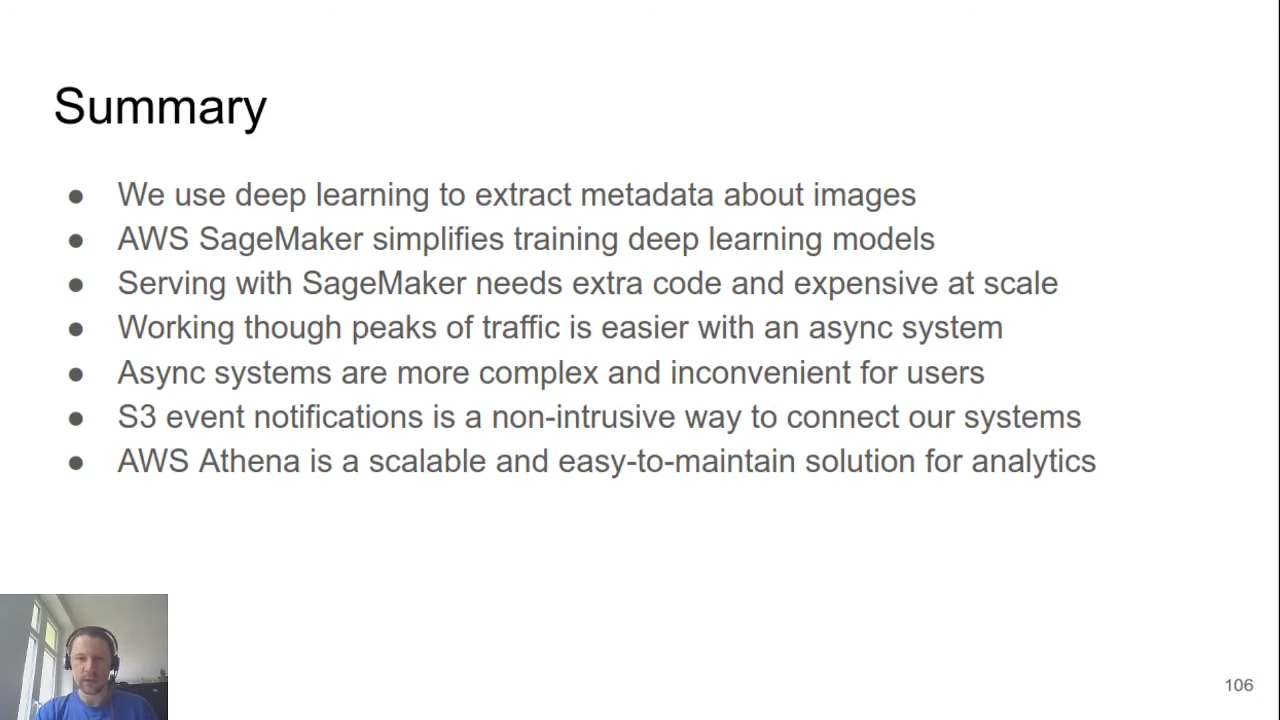 Summary
● We use deep learning to extract metadata about images
● AWS SageMaker simplifies training deep learning models
● Serving with SageMaker needs extra code and expensive at scale
● Working though peaks of traffic is easier with an async system
● Async systems are more complex and inconvenient for users
● S3 event notifications is a non-intrusive way to connect our systems
● AWS Athena is a scalable and easy-to-maintain solution for analytics
106